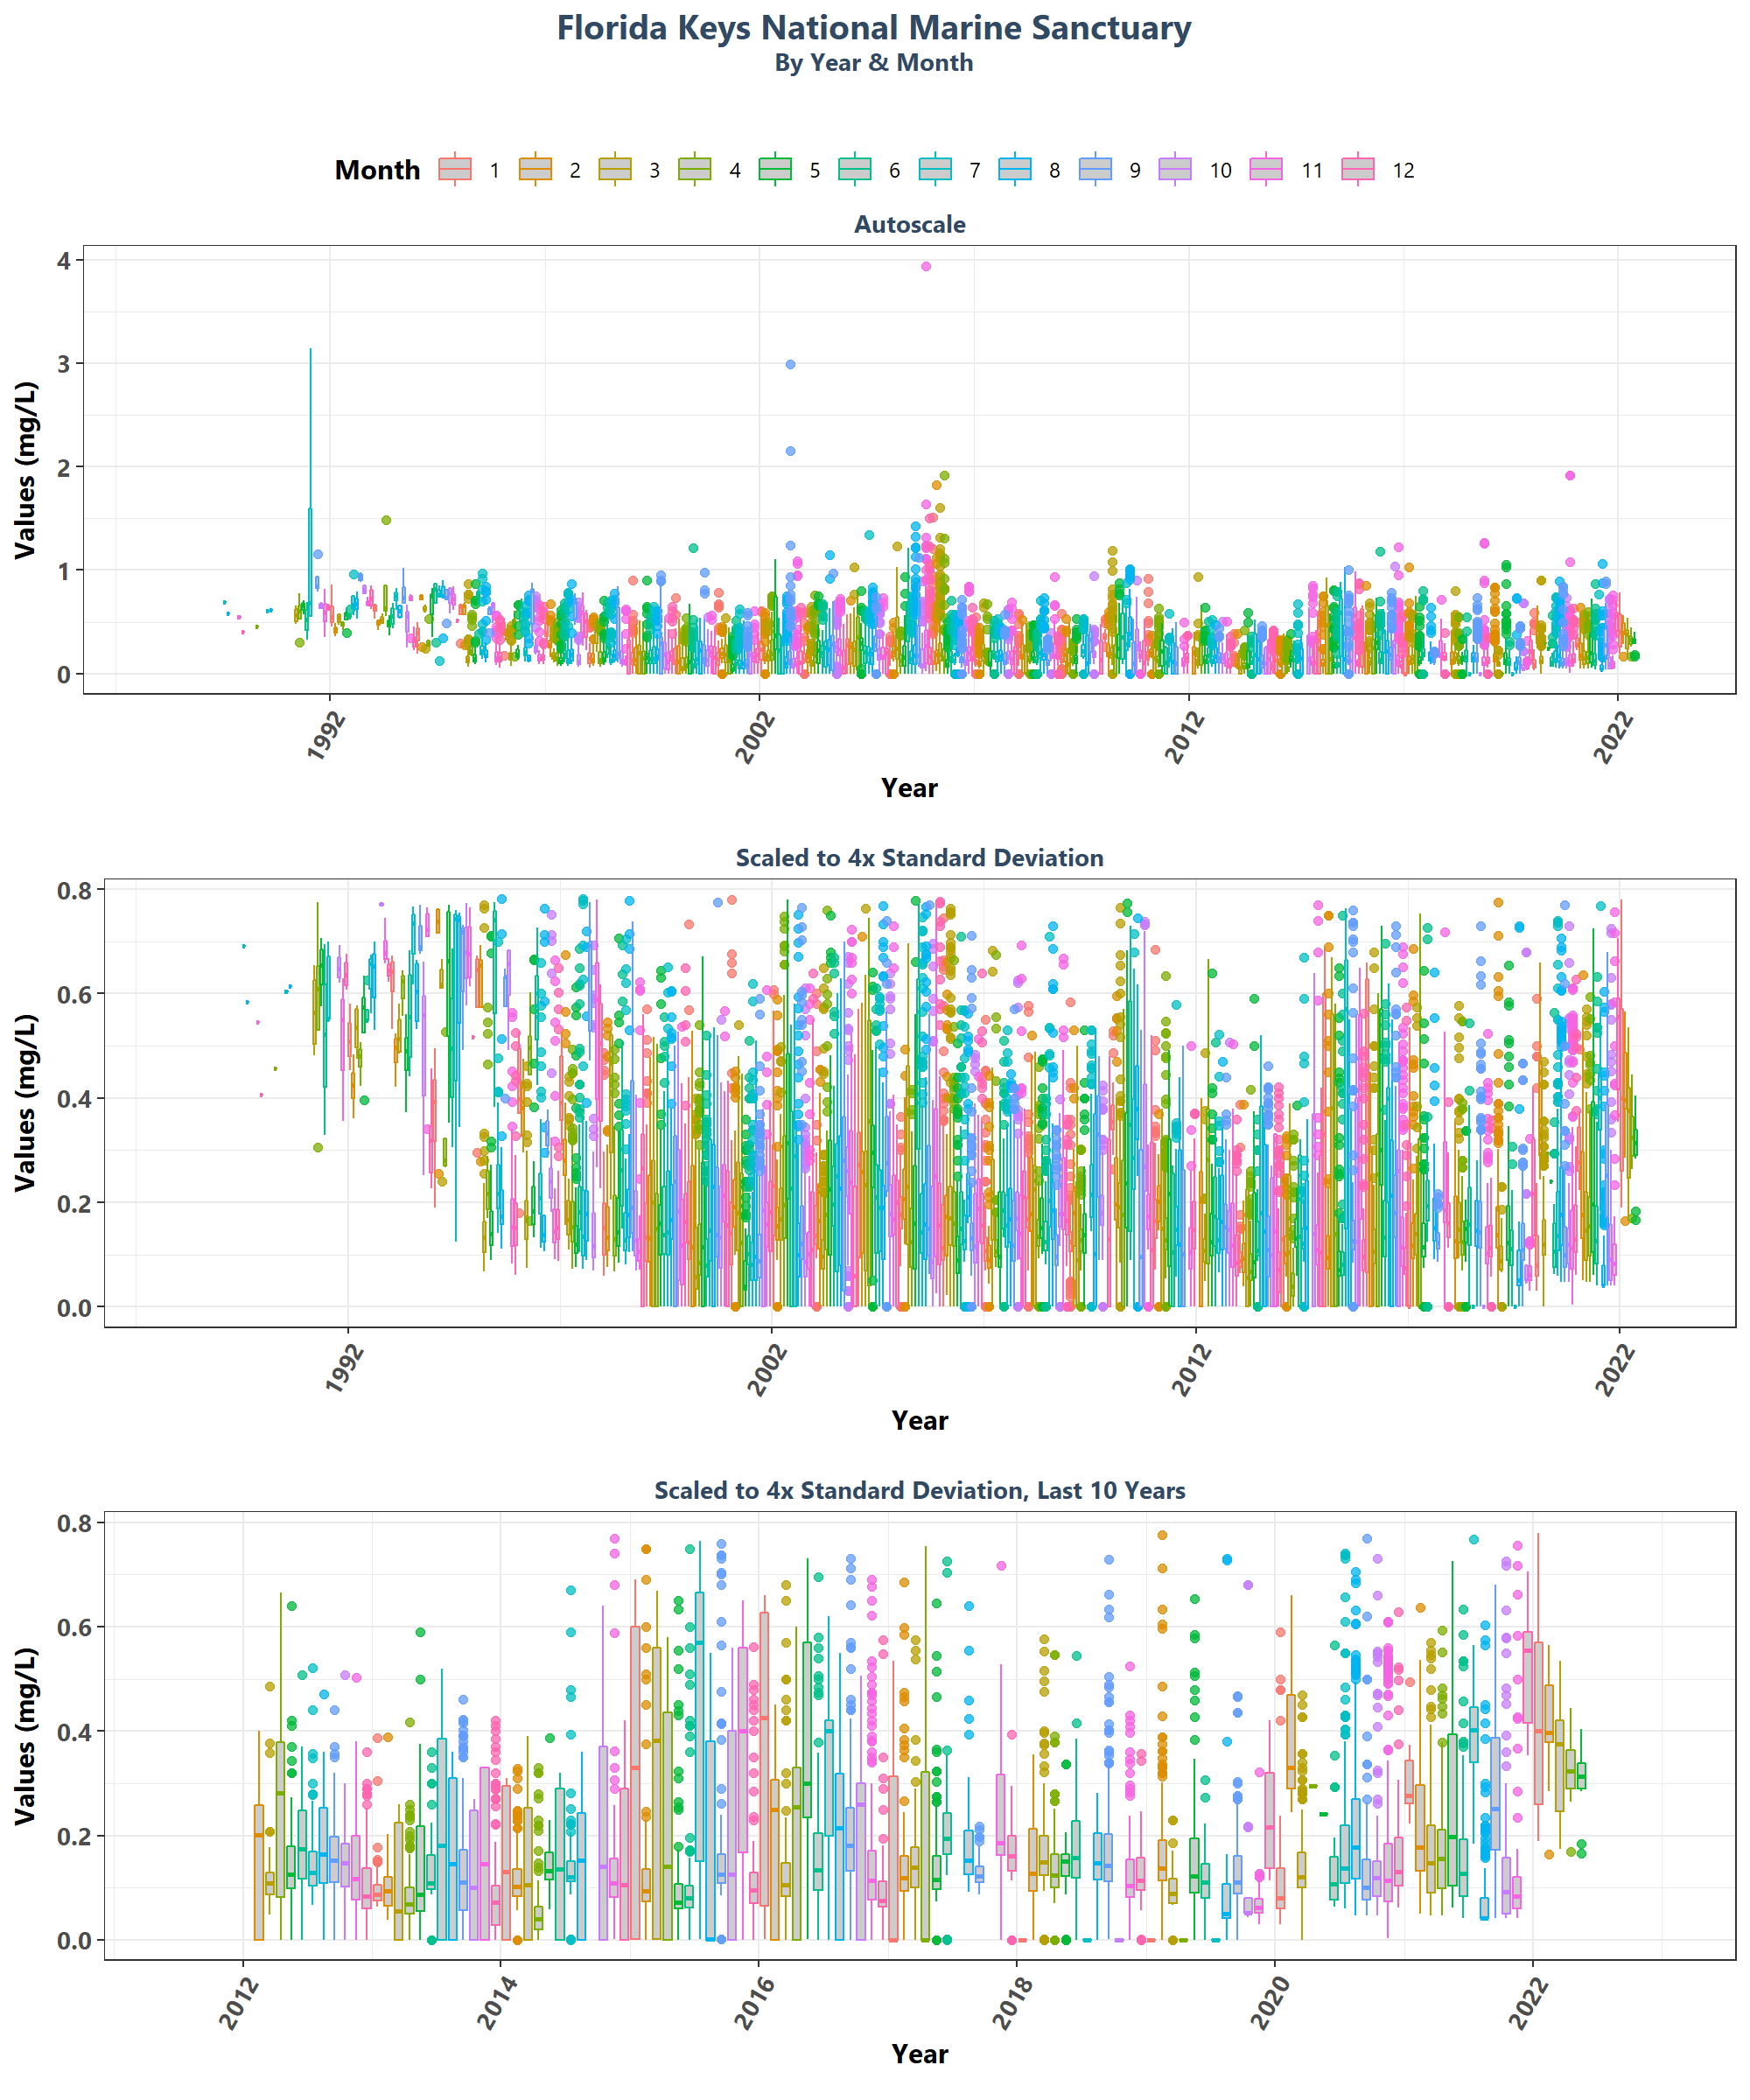 Florida Keys National Marine Sanctuary
By Year & Month
Month 1 2 3 4 5 6 7 8 9 10 11 12
Autoscale
Values (mg/L)
4
3
2
1
0
1992 2002 2012 2022
Year
Scaled to 4x Standard Deviation
Values (mg/L)
0.8
0.6
0.4
0.2
0.0
1992 2002 2012 2022
Year
Scaled to 4x Standard Deviation, Last 10 Years
Values (mg/L)
0.8
0.6
0.4
0.2
0.0
2012 2014 2016 2018 2020 2022
Year